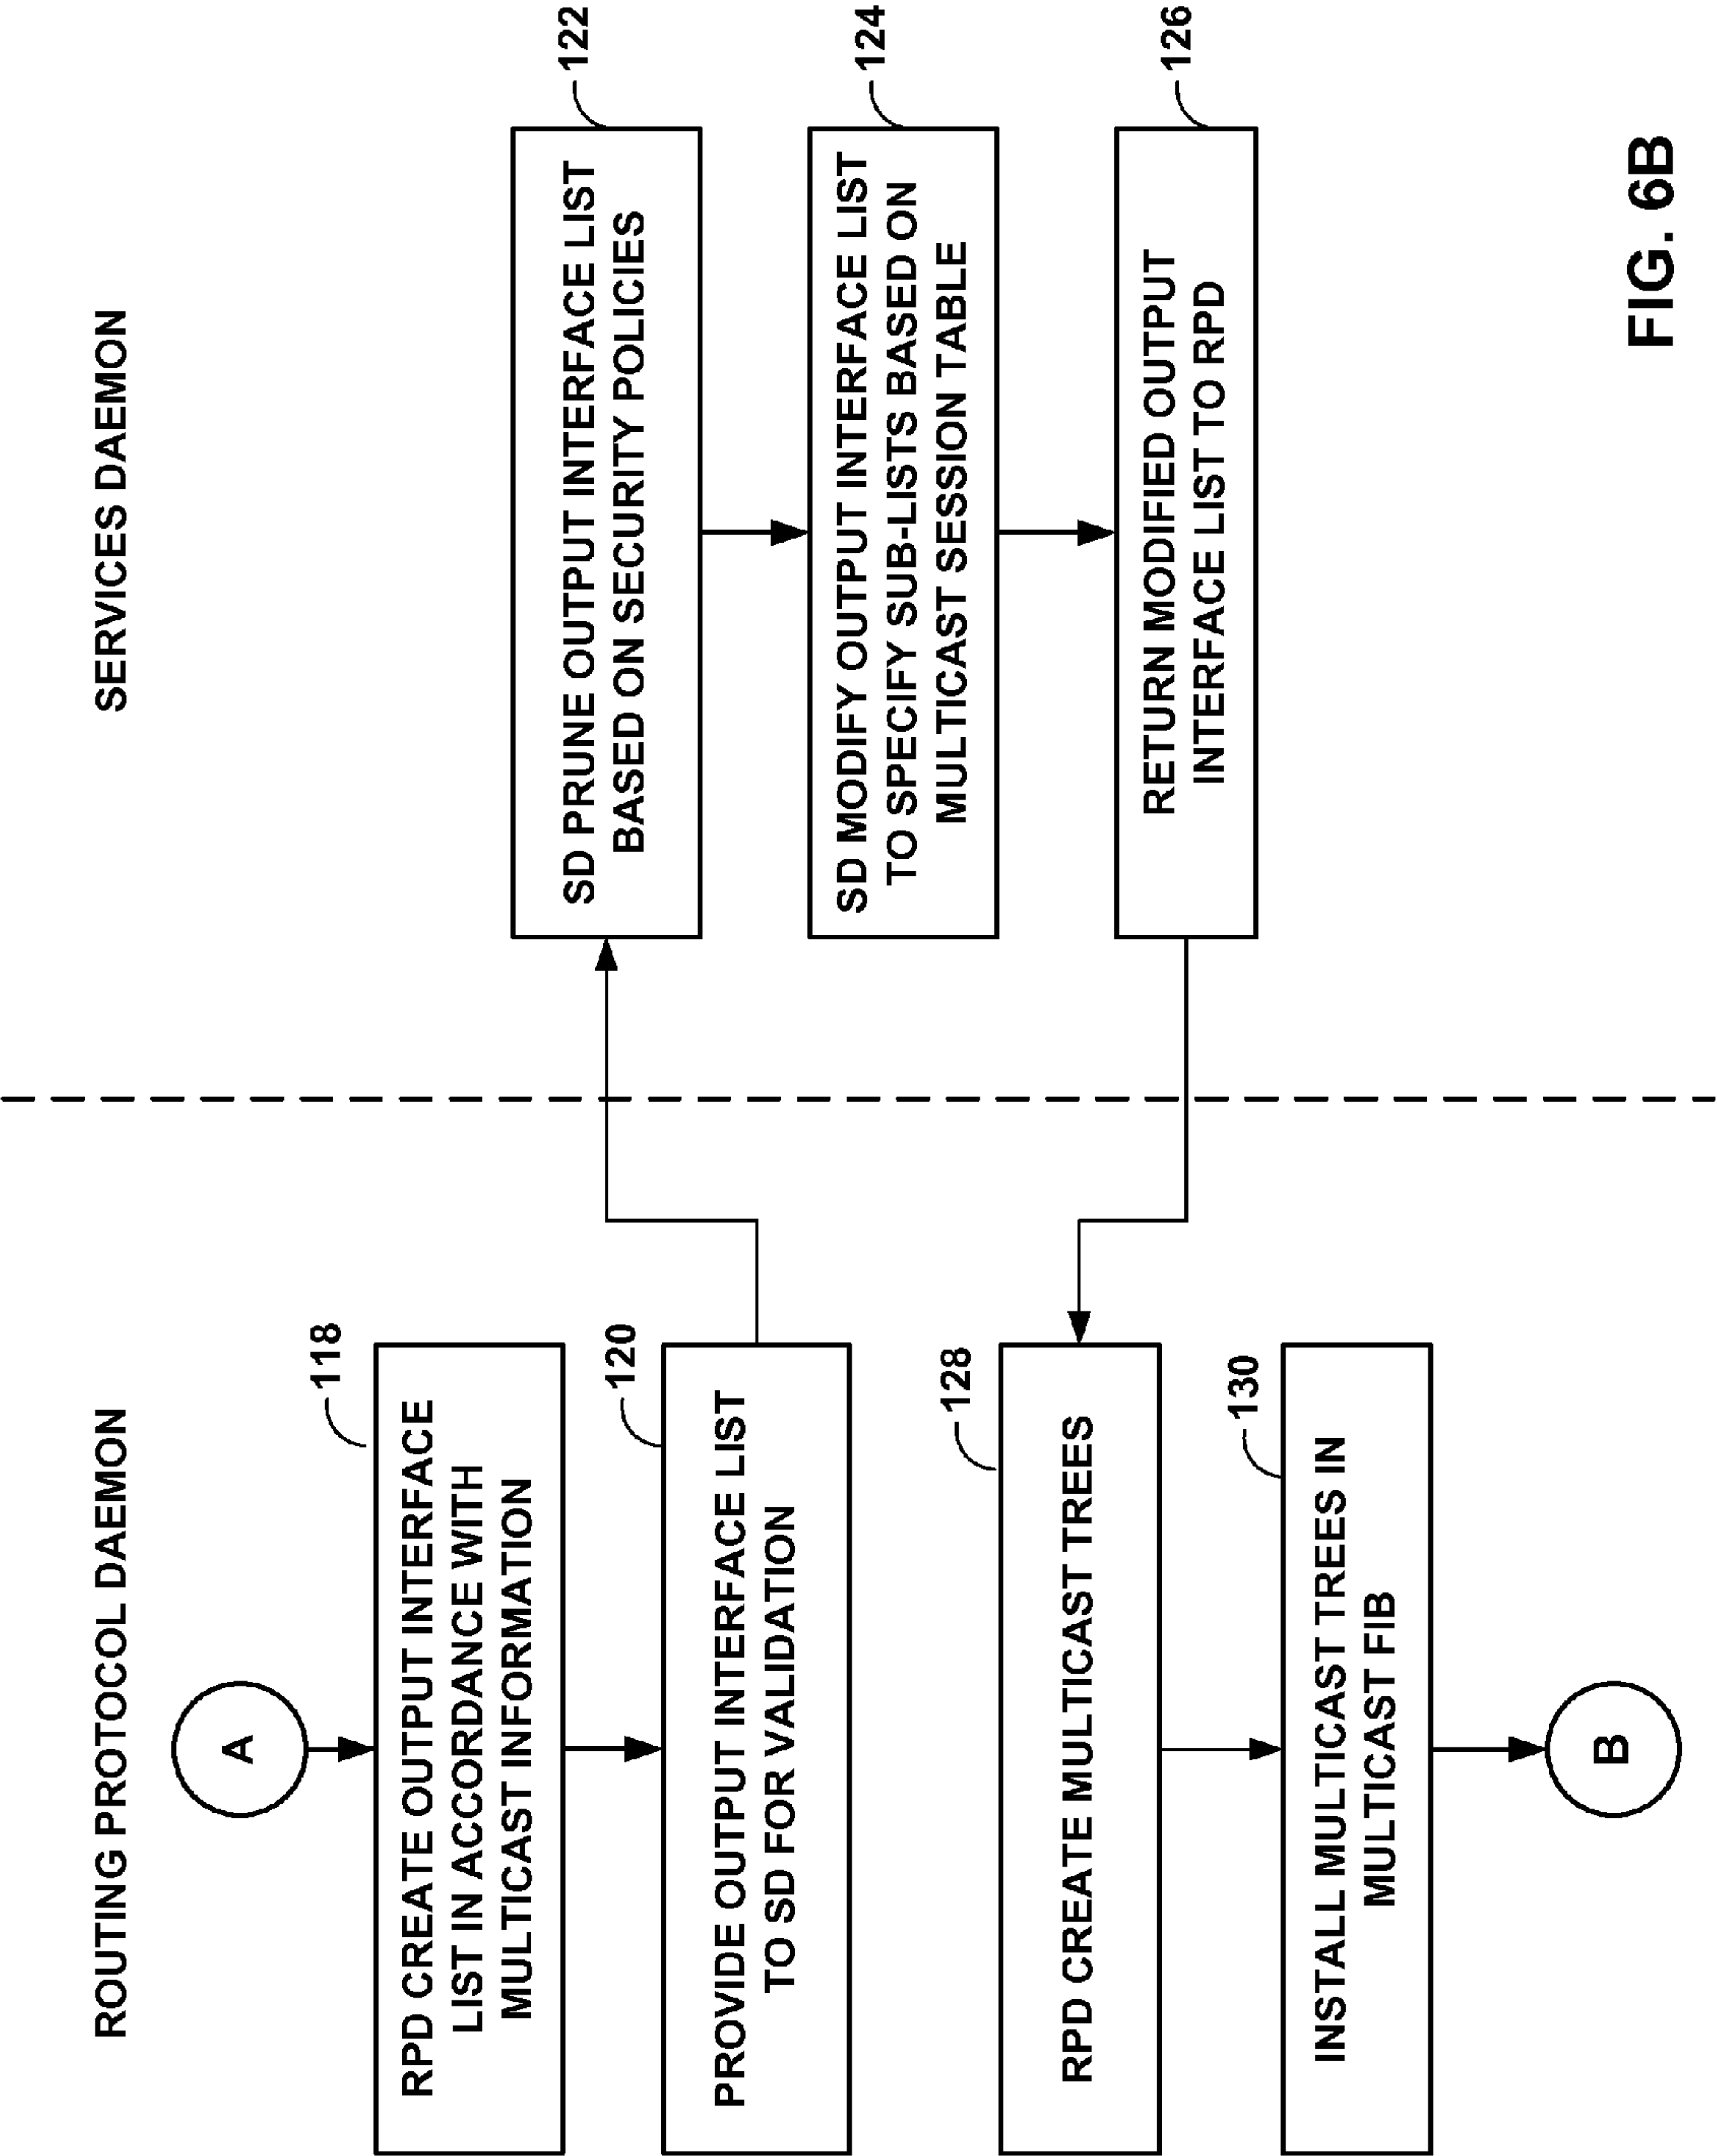 ROUTING PROTOCOL DAEMON
SERVICES DAEMON
A
118
RPD CREATE OUTPUT INTERFACE
LIST IN ACCORDANCE WITH
MULTICAST INFORMATION
120
PROVIDE OUTPUT INTERFACE LIST
TO SD FOR VALIDATION
122
SD PRUNE OUTPUT INTERFACE LIST
BASED ON SECURITY POLICIES
124
SD MODIFY OUTPUT INTERFACE LIST
TO SPECIFY SUB-LISTS BASED ON
MULTICAST SESSION TABLE
126
RETURN MODIFIED OUTPUT
INTERFACE LIST TO RPD
128
RPD CREATE MULTICAST TREES
130
INSTALL MULTICAST TREES IN
MULTICAST FIB
B
FIG. 6B